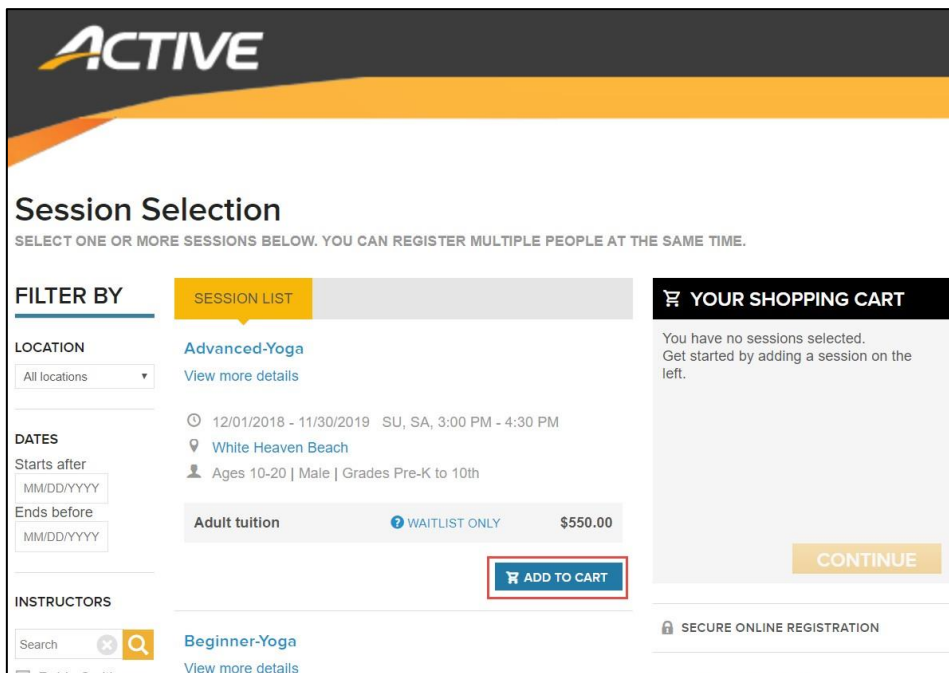 ACTIVE
Session Selection
SELECT ONE OR MORE SESSIONS BELOW. YOU CAN REGISTER MULTIPLE PEOPLE AT THE SAME TIME.
FILTER BY
LOCATION
All locations
DATES
Starts after
MM/DD/YYYY
Ends before
MM/DD/YYYY
INSTRUCTORS
Search
SESSION LIST
Advanced-Yoga
View more details
12/01/2018 - 11/30/2019 SU, SA, 3:00 PM - 4:30 PM
White Heaven Beach
Ages 10-20 | Male | Grades Pre-K to 10th
Adult tuition ? WAITLIST ONLY $550.00
ADD TO CART
Beginner-Yoga
View more details
YOUR SHOPPING CART
You have no sessions selected.
Get started by adding a session on the
left.
CONTINUE
SECURE ONLINE REGISTRATION